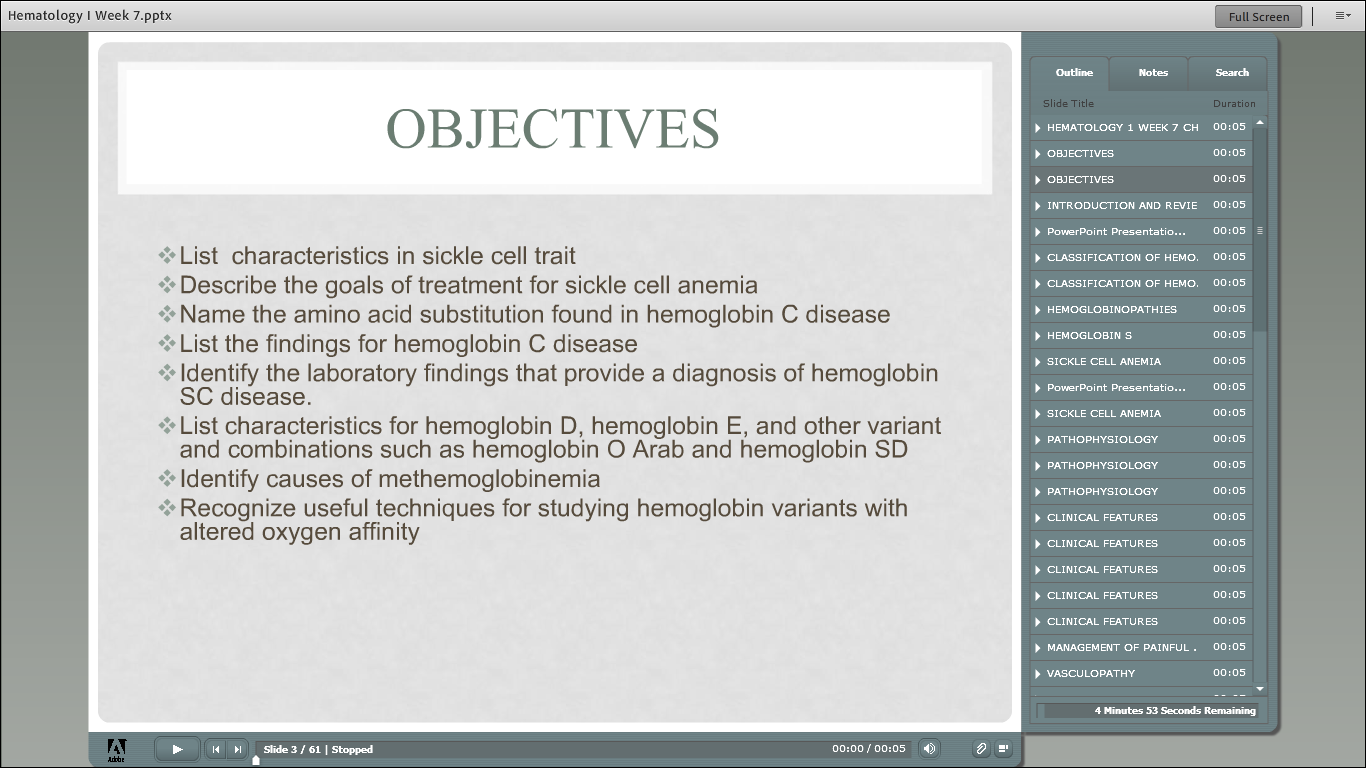 Hematology I Week 7.pptx
Full Screen
OBJECTIVES
List characteristics in sickle cell trait
Describe the goals of treatment for sickle cell anemia
Name the amino acid substitution found in hemoglobin C disease
List the findings for hemoglobin C disease
Identify the laboratory findings that provide a diagnosis of hemoglobin
SC disease.
List characteristics for hemoglobin D, hemoglobin E, and other variant
and combinations such as hemoglobin O Arab and hemoglobin SD
Identify causes of methemoglobinemia
Recognize useful techniques for studying hemoglobin variants with
altered oxygen affinity
Outline Notes Search
Slide Title Duration
HEMATOLOGY 1 WEEK 7 CH 00:05
OBJECTIVES 00:05
OBJECTIVES 00:05
INTRODUCTION AND REVIE 00:05
PowerPoint Presentatio... 00:05
CLASSIFICATION OF HEMO. 00:05
CLASSIFICATION OF HEMO. 00:05
HEMOGLOBINOPATHIES 00:05
HEMOGLOBIN S 00:05
SICKLE CELL ANEMIA 00:05
PowerPoint Presentatio... 00:05
SICKLE CELL ANEMIA 00:05
PATHOPHYSIOLOGY 00:05
PATHOPHYSIOLOGY 00:05
PATHOPHYSIOLOGY 00:05
CLINICAL FEATURES 00:05
CLINICAL FEATURES 00:05
CLINICAL FEATURES 00:05
CLINICAL FEATURES 00:05
CLINICAL FEATURES 00:05
MANAGEMENT OF PAINFUL . 00:05
VASCULOPATHY 00:05
4 Minutes 53 Seconds Remaining
Adobe
Slide 3 / 61 | Stopped 00:00 / 00:05